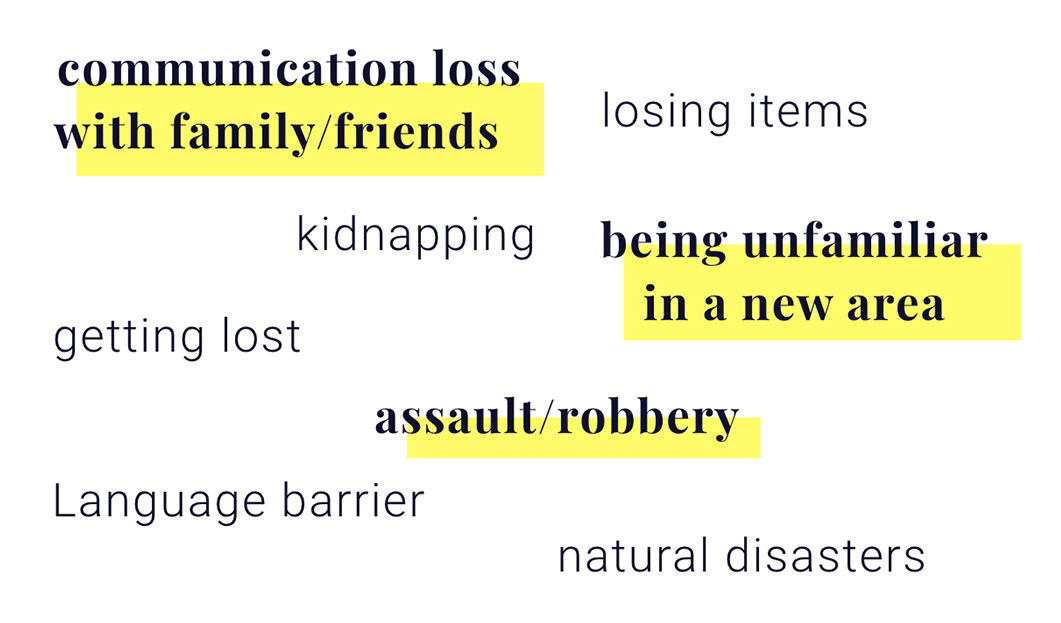 communication loss
with family/friends
losing items
kidnapping
being unfamiliar
in a new area
getting lost
assault/robbery
Language barrier
natural disasters